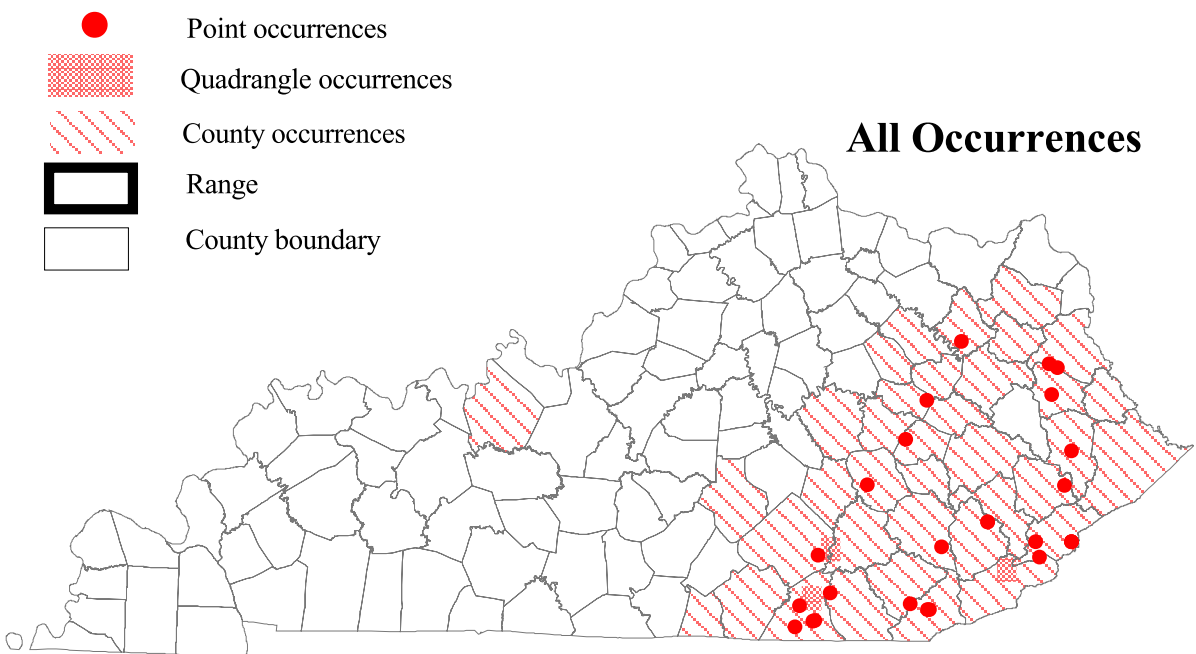 Point occurrences
Quadrangle occurrences
County occurrences
Range
County boundary
All Occurrences